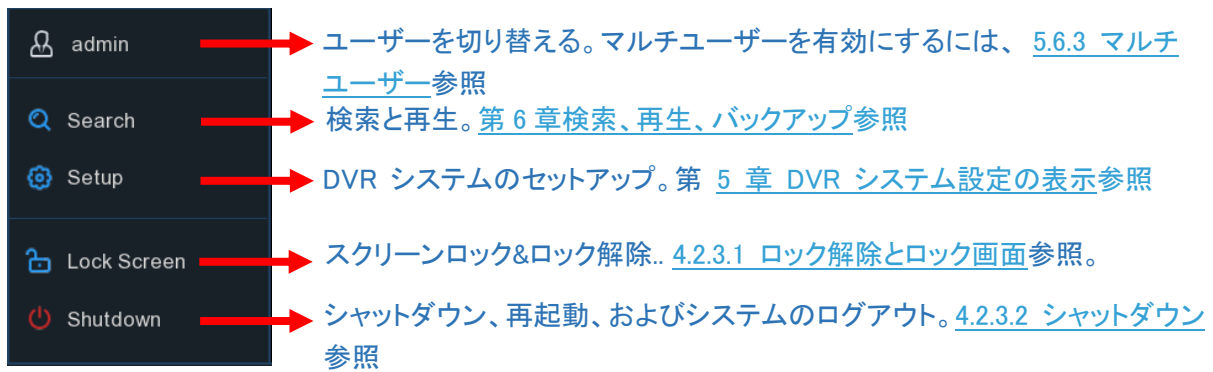 admin
ユーザーを切り替える。マルチユーザーを有効にするには、 5.6.3 マルチ
ユーザー参照
Search
検索と再生。第 6 章検索、再生、バックアップ参照
Setup
DVR システムのセットアップ。第 5 章 DVR システム設定の表示参照
Lock Screen
スクリーンロック&ロック解除.. 4.2.3.1 ロック解除とロック画面参照。
Shutdown
シャットダウン、再起動、およびシステムのログアウト。4.2.3.2 シャットダウン
参照